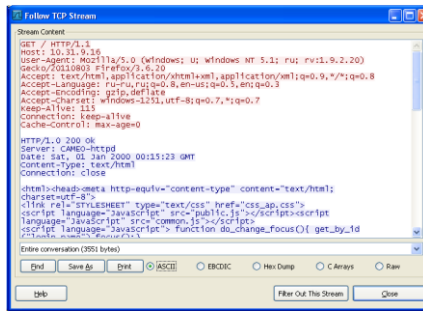 Follow TCP Stream
Stream Content
GET / HTTP/1.1
Host: 10.31.9.16
User-Agent: Mozilla/5.0 (Windows; U; Windows NT 5.1; ru; rv:1.9.2.20)
Gecko/20110803 Firefox/3.6.20
Accept: text/html,application/xhtml+xml,application/xml;q=0.9,*/*;q=0.8
Accept-Language: ru-ru,ru;q=0.8,en-us;q=0.5,en;q=0.3
Accept-Encoding: gzip,deflate
Accept-Charset: windows-1251,utf-8;q=0.7,*;q=0.7
Keep-Alive: 115
Connection: keep-alive
Cache-Control: max-age=0
HTTP/1.0 200 Ok
Server: CAMEO-httpd
Date: Sat, 01 Jan 2000 00:15:23 GMT
Content-Type: text/html
Connection: close
<html><head><meta http-equiv="content-type" content="text/html;
charset=utf-8">
<link rel="STYLESHEET" type="text/css" href="css_ap.css">
<script language="JavaScript" src="public.js"></script><script
language="JavaScript" src="common.js"></script>
<script language="JavaScript"> function do_change_focus(){ get_by_id
("login_name").focus();}
Entire conversation (3551 bytes)
Find Save As Print ASCII EBCDIC Hex Dump C Arrays Raw
Help Filter Out This Stream Close